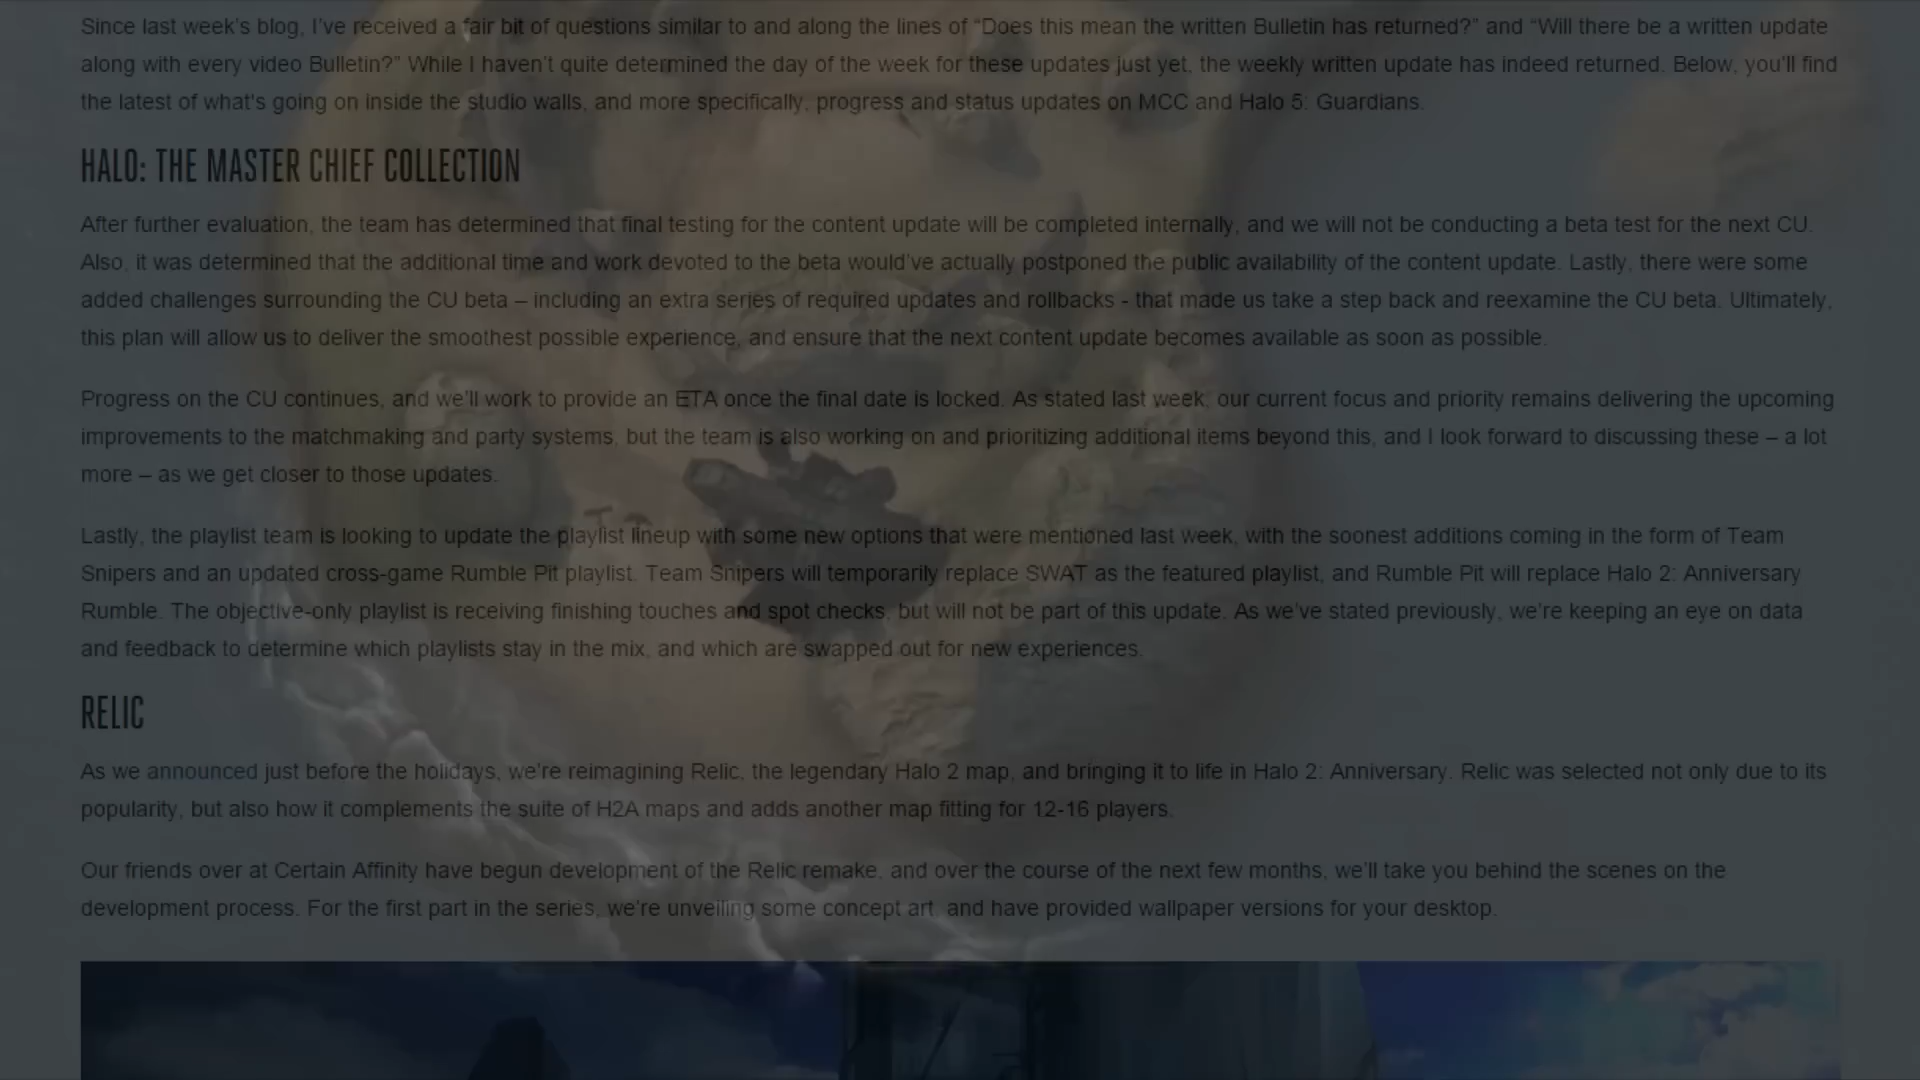 Since last week's blog, I've received a fair bit of questions similar to and along the lines of “Does this mean the written Bulletin has returned?” and “Will there be a written update
along with every video Bulletin?” While I haven't quite determined the day of the week for these updates just yet, the weekly written update has indeed returned. Below, you'll find
the latest of what's going on inside the studio walls, and more specifically, progress and status updates on MCC and Halo 5: Guardians.
HALO: THE MASTER CHIEF COLLECTION
After further evaluation, the team has determined that final testing for the content update will be completed internally, and we will not be conducting a beta test for the next CU.
Also, it was determined that the additional time and work devoted to the beta would've actually postponed the public availability of the content update. Lastly, there were some
added challenges surrounding the CU beta – including an extra series of required updates and rollbacks - that made us take a step back and reexamine the CU beta. Ultimately,
this plan will allow us to deliver the smoothest possible experience, and ensure that the next content update becomes available as soon as possible.
Progress on the CU continues, and we'll work to provide an ETA once the final date is locked. As stated last week, our current focus and priority remains delivering the upcoming
improvements to the matchmaking and party systems, but the team is also working on and prioritizing additional items beyond this, and I look forward to discussing these – a lot
more – as we get closer to those updates.
Lastly, the playlist team is looking to update the playlist lineup with some new options that were mentioned last week, with the soonest additions coming in the form of Team
Snipers and an updated cross-game Rumble Pit playlist. Team Snipers will temporarily replace SWAT as the featured playlist, and Rumble Pit will replace Halo 2: Anniversary
Rumble. The objective-only playlist is receiving finishing touches and spot checks, but will not be part of this update. As we've stated previously, we're keeping an eye on data
and feedback to determine which playlists stay in the mix, and which are swapped out for new experiences.
RELIC
As we announced just before the holidays, we're reimagining Relic, the legendary Halo 2 map, and bringing it to life in Halo 2: Anniversary. Relic was selected not only due to its
popularity, but also how it complements the suite of H2A maps and adds another map fitting for 12-16 players.
Our friends over at Certain Affinity have begun development of the Relic remake, and over the course of the next few months, we'll take you behind the scenes on the
development process. For the first part in the series, we're unveiling some concept art, and have provided wallpaper versions for your desktop.